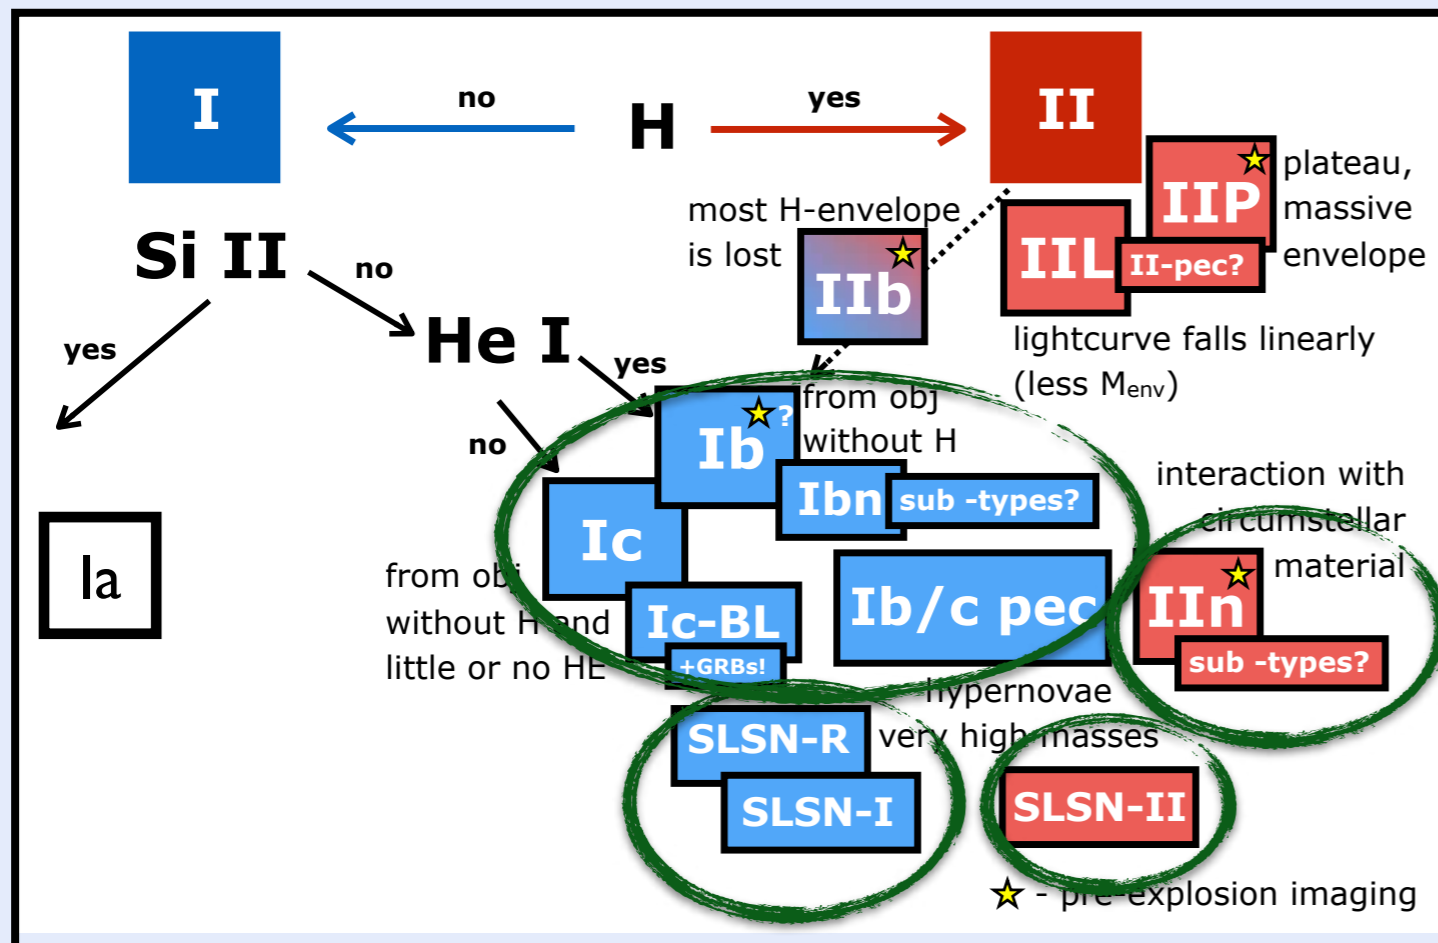 I
no
H
yes
II
IIP
plateau,
massive
envelope
most H-envelope
is lost
IIb
IIL
II-pec?
Si II
no
yes
He I
yes
no
lightcurve falls linearly
(less Menv)
Ib
?
from obj
without H
Ibn
sub -types?
Ic
interaction with
circumstellar
material
Ia
from obj
without H and
little or no HE
Ic-BL
+GRBs!
Ib/c pec
IIn
sub -types?
hypernovae
very high masses
SLSN-R
SLSN-I
SLSN-II
- pre-explosion imaging